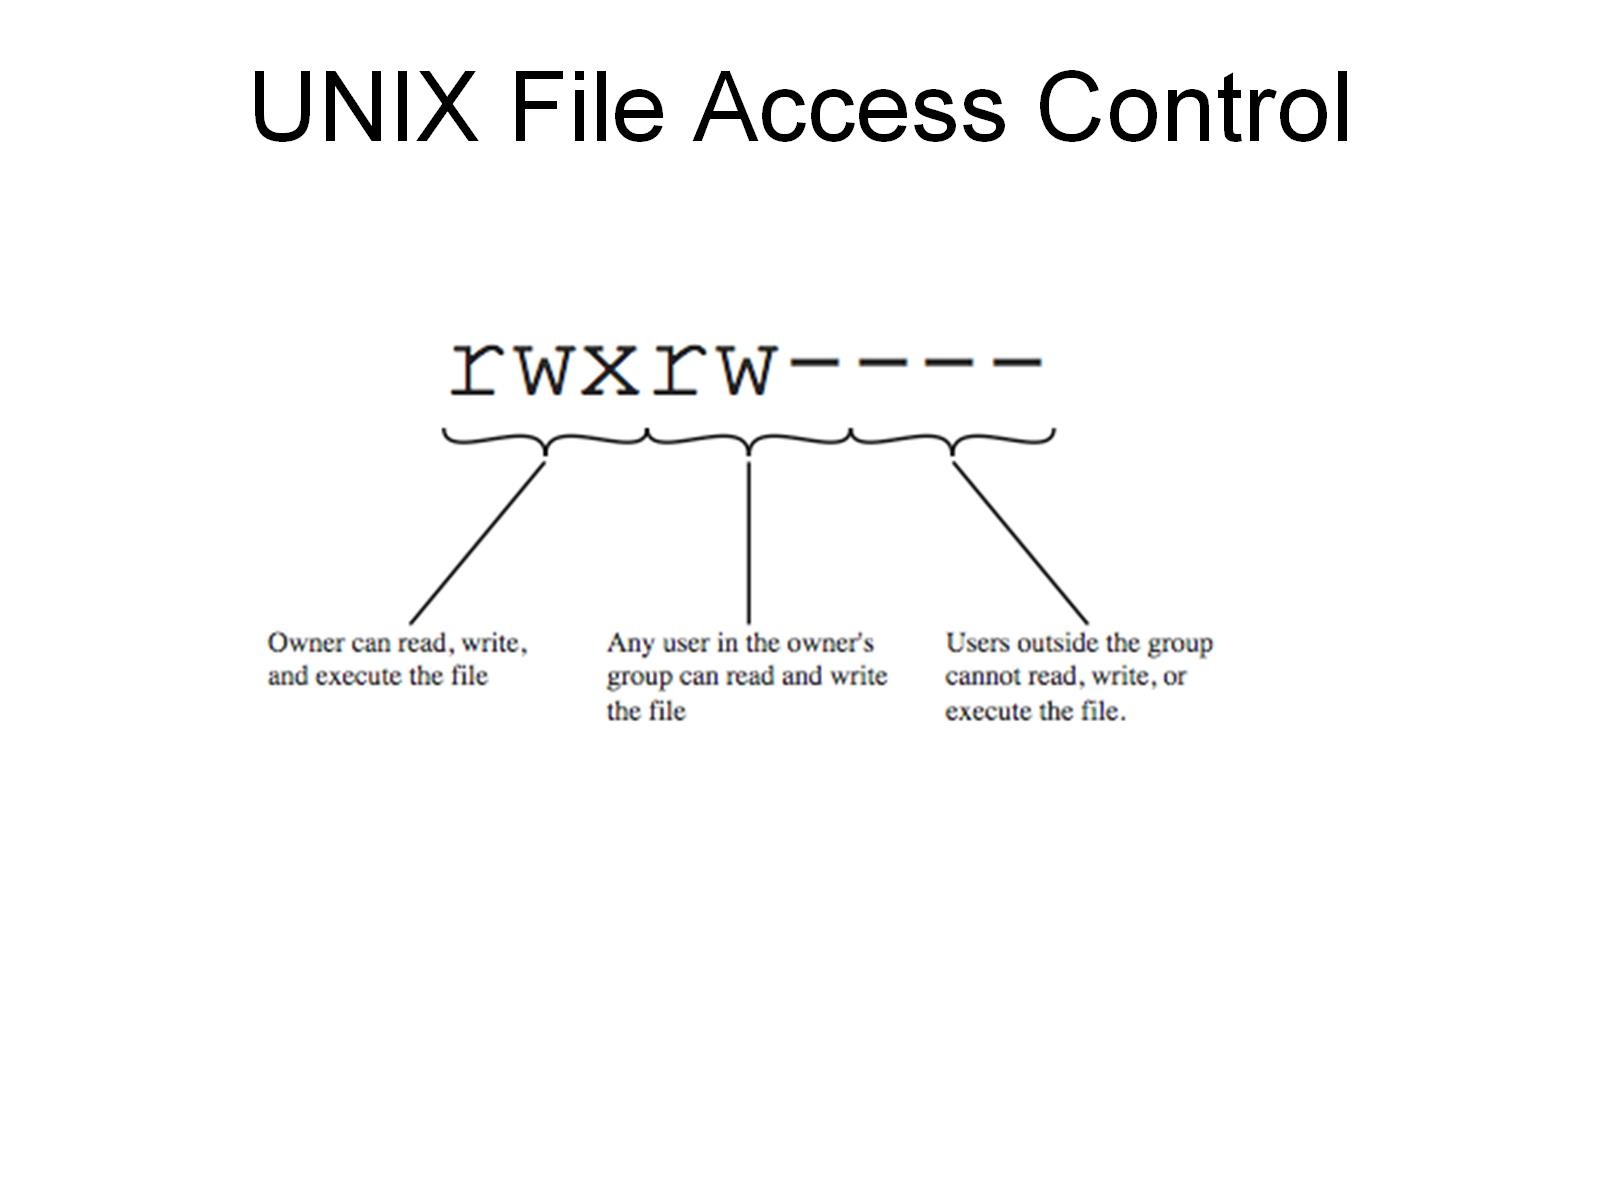 UNIX File Access Control
rwxrw----
Owner can read, write,
and execute the file
Any user in the owner's
group can read and write
the file
Users outside the group
cannot read, write, or
execute the file.